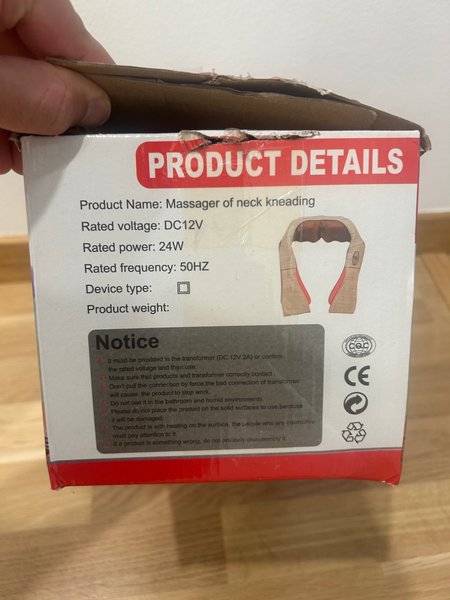 PRODUCT DETAILS
Product Name: Massager of neck kneading
Rated voltage: DC12V
Rated power: 24W
Rated frequency: 50HZ
Device type:
Product weight:
Notice
It must be provided in the transformer (DC 12V 2A) or confirm
the rated voltage and then use.
Make sure that products and transformer correctly contact.
Don't pull the connection by force,the bad connection of transformer
will cause the product to stop work.
Do not use it in the bathroom and humid environments.
Please do not place the product on the solid surfaces to use,because
it will be damaged.
The product is with heating on the surface, the people who are insensitive
must pay attention to it.
If a product is something wrong, do not privately disassembly it.
CQC
CE